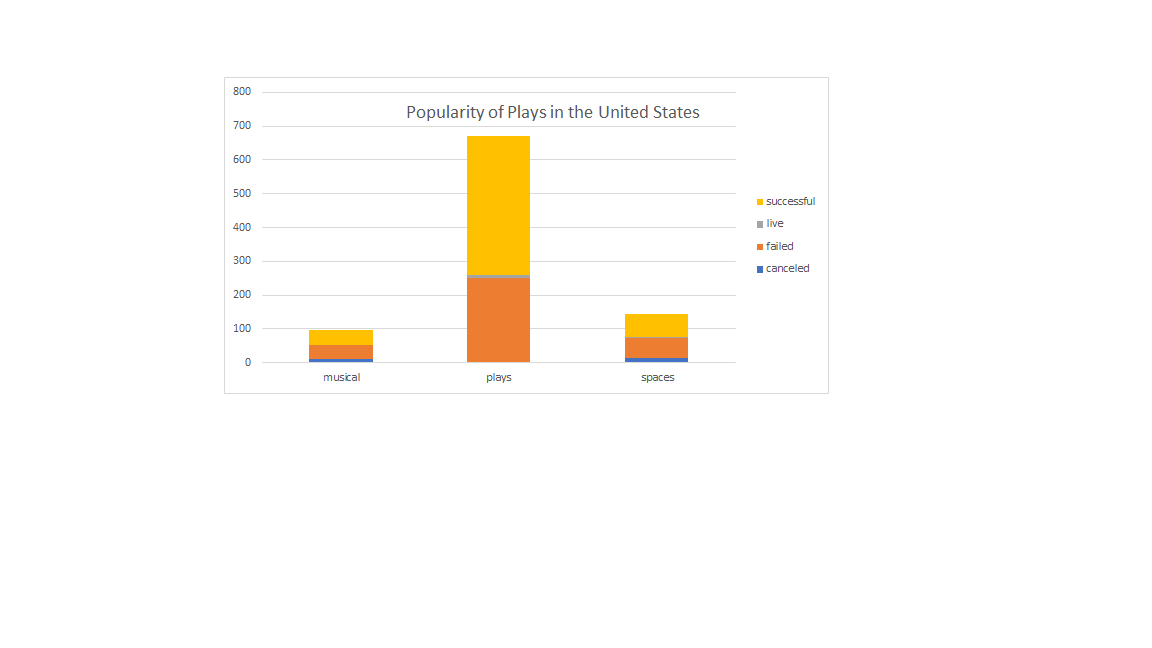 Popularity of Plays in the United States
800
700
600
500
400
300
200
100
0
musical plays spaces
successful
live
failed
canceled